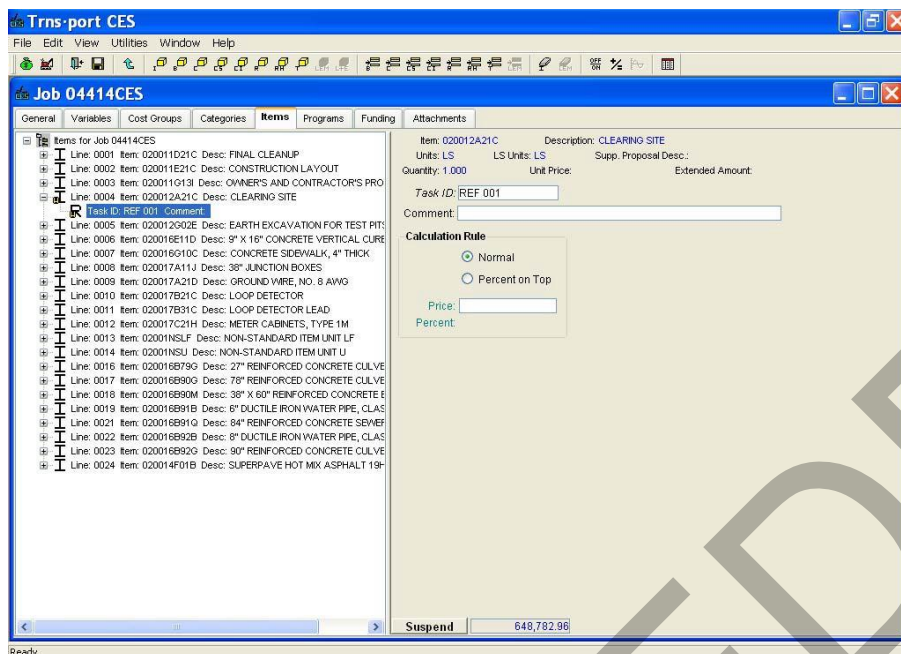 Trns·port CES
File Edit View Utilities Window Help
Job 04414CES
General Variables Cost Groups Categories Items Programs Funding Attachments
Items for Job 04414CES
Line: 0001 Item: 020011D21C Desc: FINAL CLEANUP
Line: 0002 Item: 020011E21C Desc: CONSTRUCTION LAYOUT
Line: 0003 Item: 020011G13I Desc: OWNER'S AND CONTRACTOR'S PRO
Line: 0004 Item: 020012A21C Desc: CLEARING SITE
Task ID: REF 001 Comment:
Line: 0005 Item: 020012G02E Desc: EARTH EXCAVATION FOR TEST PITS
Line: 0006 Item: 020016E11D Desc: 9" X 16" CONCRETE VERTICAL CURB
Line: 0007 Item: 020016G10C Desc: CONCRETE SIDEWALK, 4" THICK
Line: 0008 Item: 020017A11J Desc: 38" JUNCTION BOXES
Line: 0009 Item: 020017A21D Desc: GROUND WIRE, NO. 8 AWG
Line: 0010 Item: 020017B21C Desc: LOOP DETECTOR
Line: 0011 Item: 020017B31C Desc: LOOP DETECTOR LEAD
Line: 0012 Item: 020017C21H Desc: METER CABINETS, TYPE 1M
Line: 0013 Item: 02001NSLF Desc: NON-STANDARD ITEM UNIT LF
Line: 0014 Item: 02001NSU Desc: NON-STANDARD ITEM UNIT U
Line: 0016 Item: 020016B79G Desc: 27" REINFORCED CONCRETE CULVE
Line: 0017 Item: 020016B90G Desc: 78" REINFORCED CONCRETE CULVE
Line: 0018 Item: 020016B90M Desc: 38" X 60" REINFORCED CONCRETE E
Line: 0019 Item: 020016B91B Desc: 6" DUCTILE IRON WATER PIPE, CLAS
Line: 0021 Item: 020016B91Q Desc: 84" REINFORCED CONCRETE SEWER
Line: 0022 Item: 020016B92B Desc: 8" DUCTILE IRON WATER PIPE, CLAS
Line: 0023 Item: 020016B92G Desc: 90" REINFORCED CONCRETE CULVE
Line: 0024 Item: 020014F01B Desc: SUPERPAVE HOT MIX ASPHALT 19H
Item: 020012A21C Description: CLEARING SITE
Units: LS LS Units: LS Supp. Proposal Desc.:
Quantity: 1.000 Unit Price: Extended Amount:
Task ID: REF 001
Comment:
Calculation Rule
Normal
Percent on Top
Price:
Percent:
Suspend 648,782.96
Ready